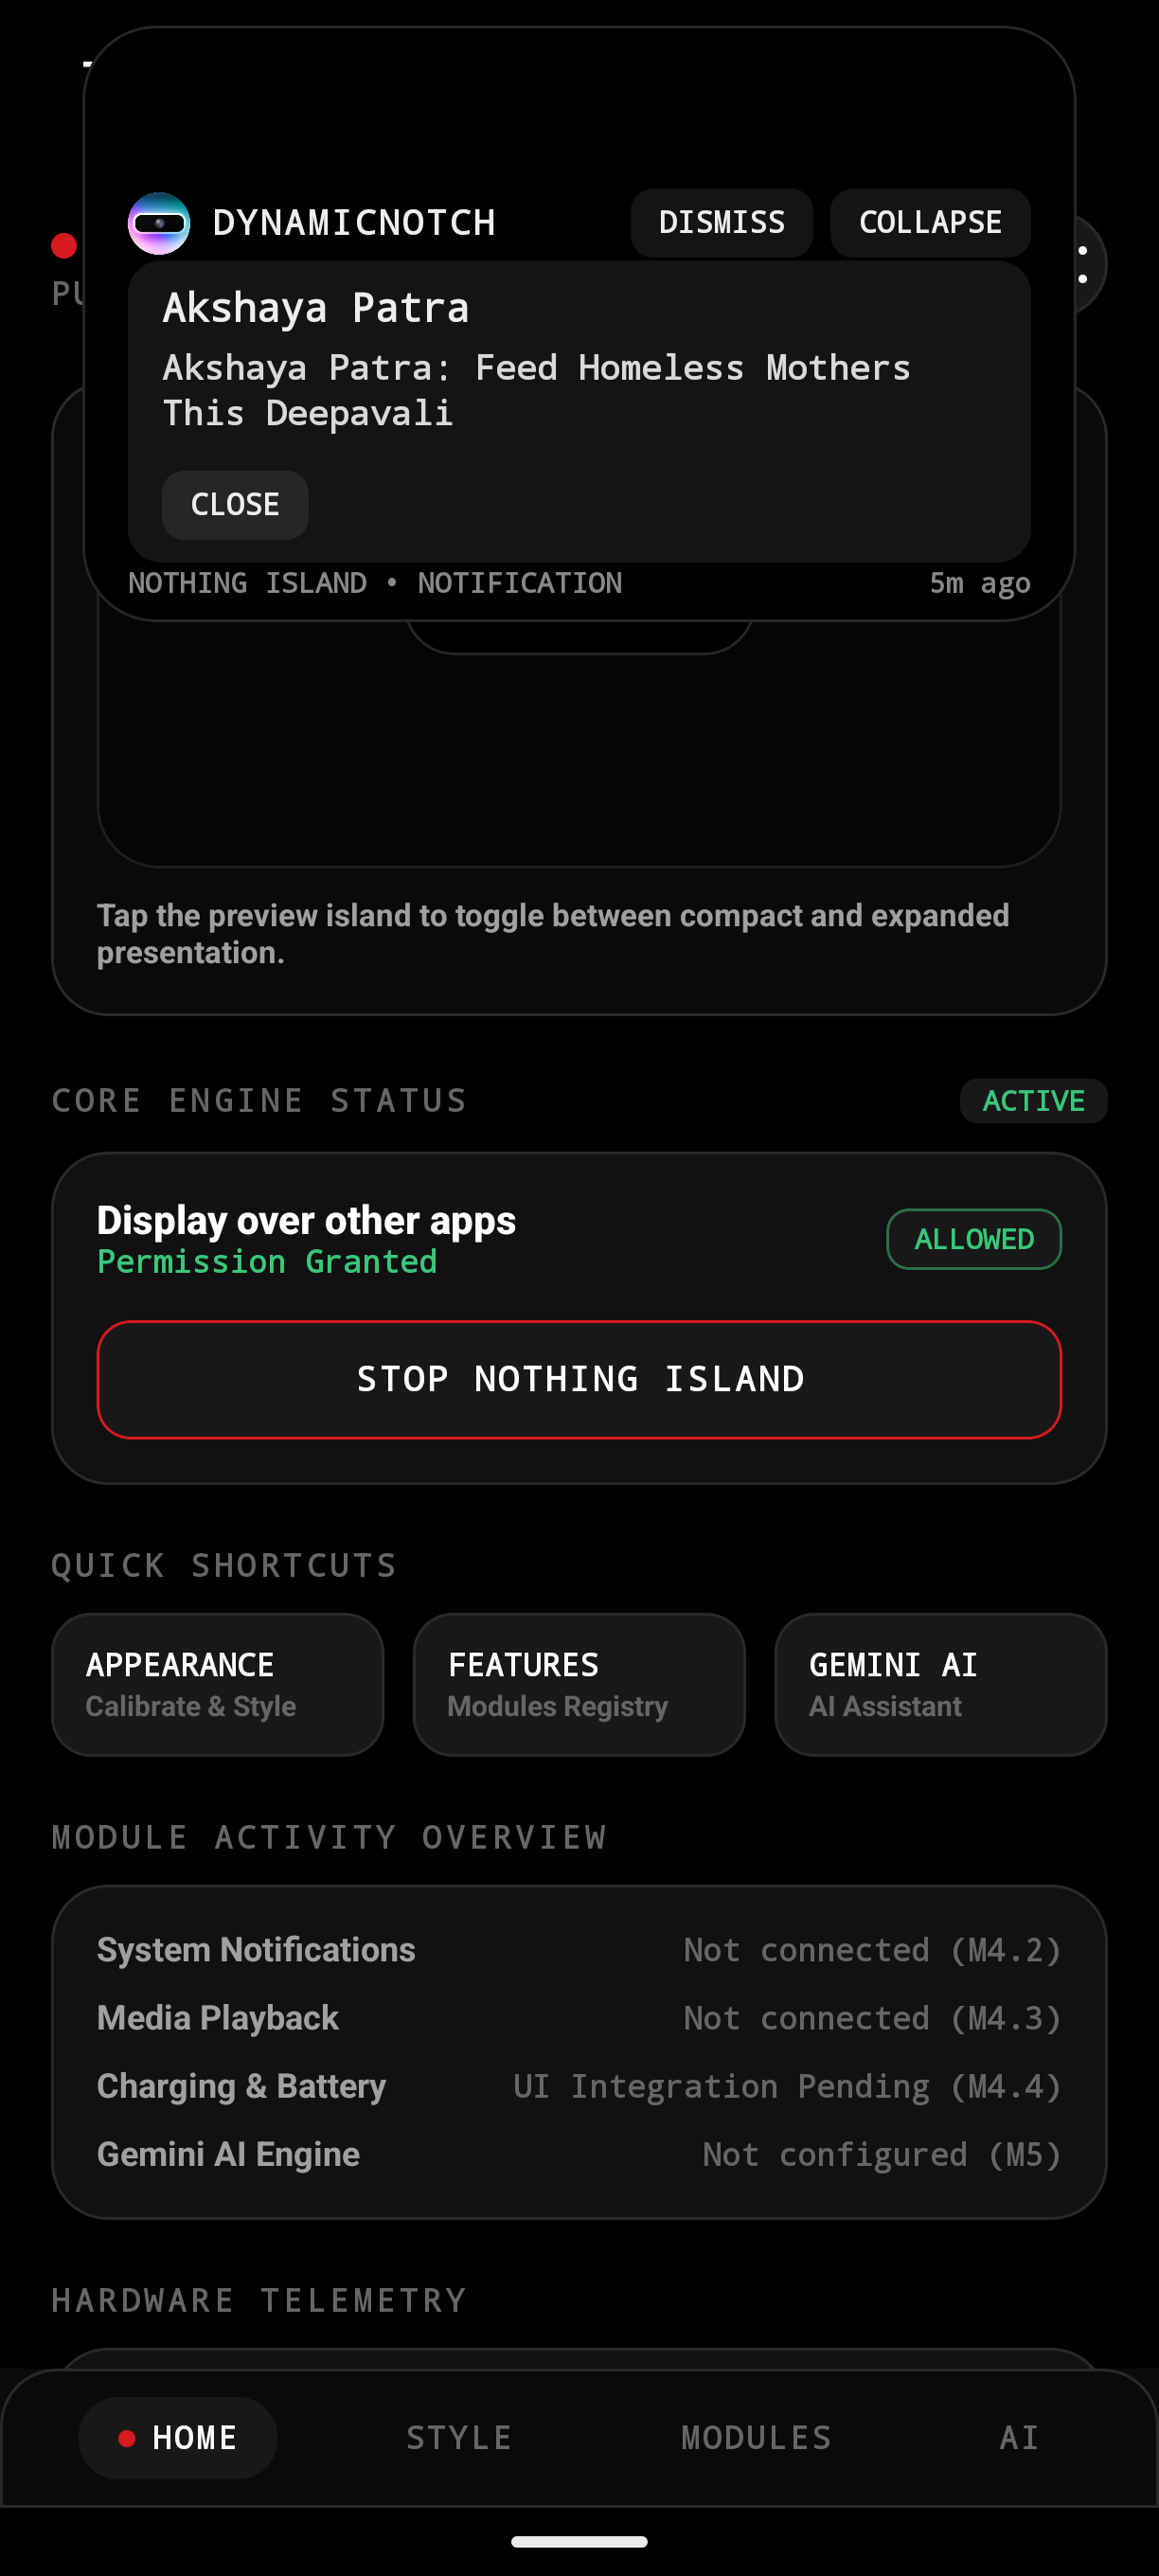 DYNAMICNOTCH
DISMISS
COLLAPSE
Akshaya Patra
Akshaya Patra: Feed Homeless Mothers
This Deepavali
CLOSE
NOTHING ISLAND • NOTIFICATION
5m ago
Tap the preview island to toggle between compact and expanded
presentation.
CORE ENGINE STATUS
ACTIVE
Display over other apps
Permission Granted
ALLOWED
STOP NOTHING ISLAND
QUICK SHORTCUTS
APPEARANCE
Calibrate & Style
FEATURES
Modules Registry
GEMINI AI
AI Assistant
MODULE ACTIVITY OVERVIEW
System Notifications
Not connected (M4.2)
Media Playback
Not connected (M4.3)
Charging & Battery
UI Integration Pending (M4.4)
Gemini AI Engine
Not configured (M5)
HARDWARE TELEMETRY
HOME
STYLE
MODULES
AI